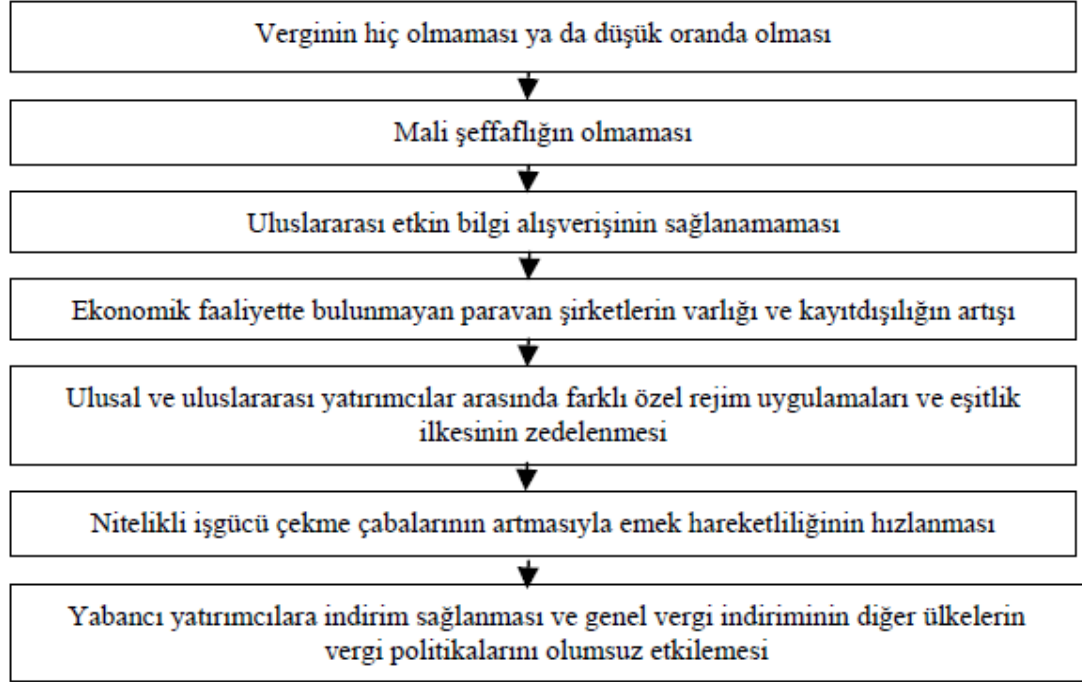 Verginin hiç olmaması ya da düşük oranda olması
Mali şeffaflığın olmaması
Uluslararası etkin bilgi alışverişinin sağlanamaması
Ekonomik faaliyette bulunmayan paravan şirketlerin varlığı ve kayıtdışılığın artışı
Ulusal ve uluslararası yatırımcılar arasında farklı özel rejim uygulamaları ve eşitlik
ilkesinin zedelenmesi
Nitelikli işgücü çekme çabalarının artmasıyla emek hareketliliğinin hızlanması
Yabancı yatırımcılara indirim sağlanması ve genel vergi indiriminin diğer ülkelerin
vergi politikalarını olumsuz etkilemesi